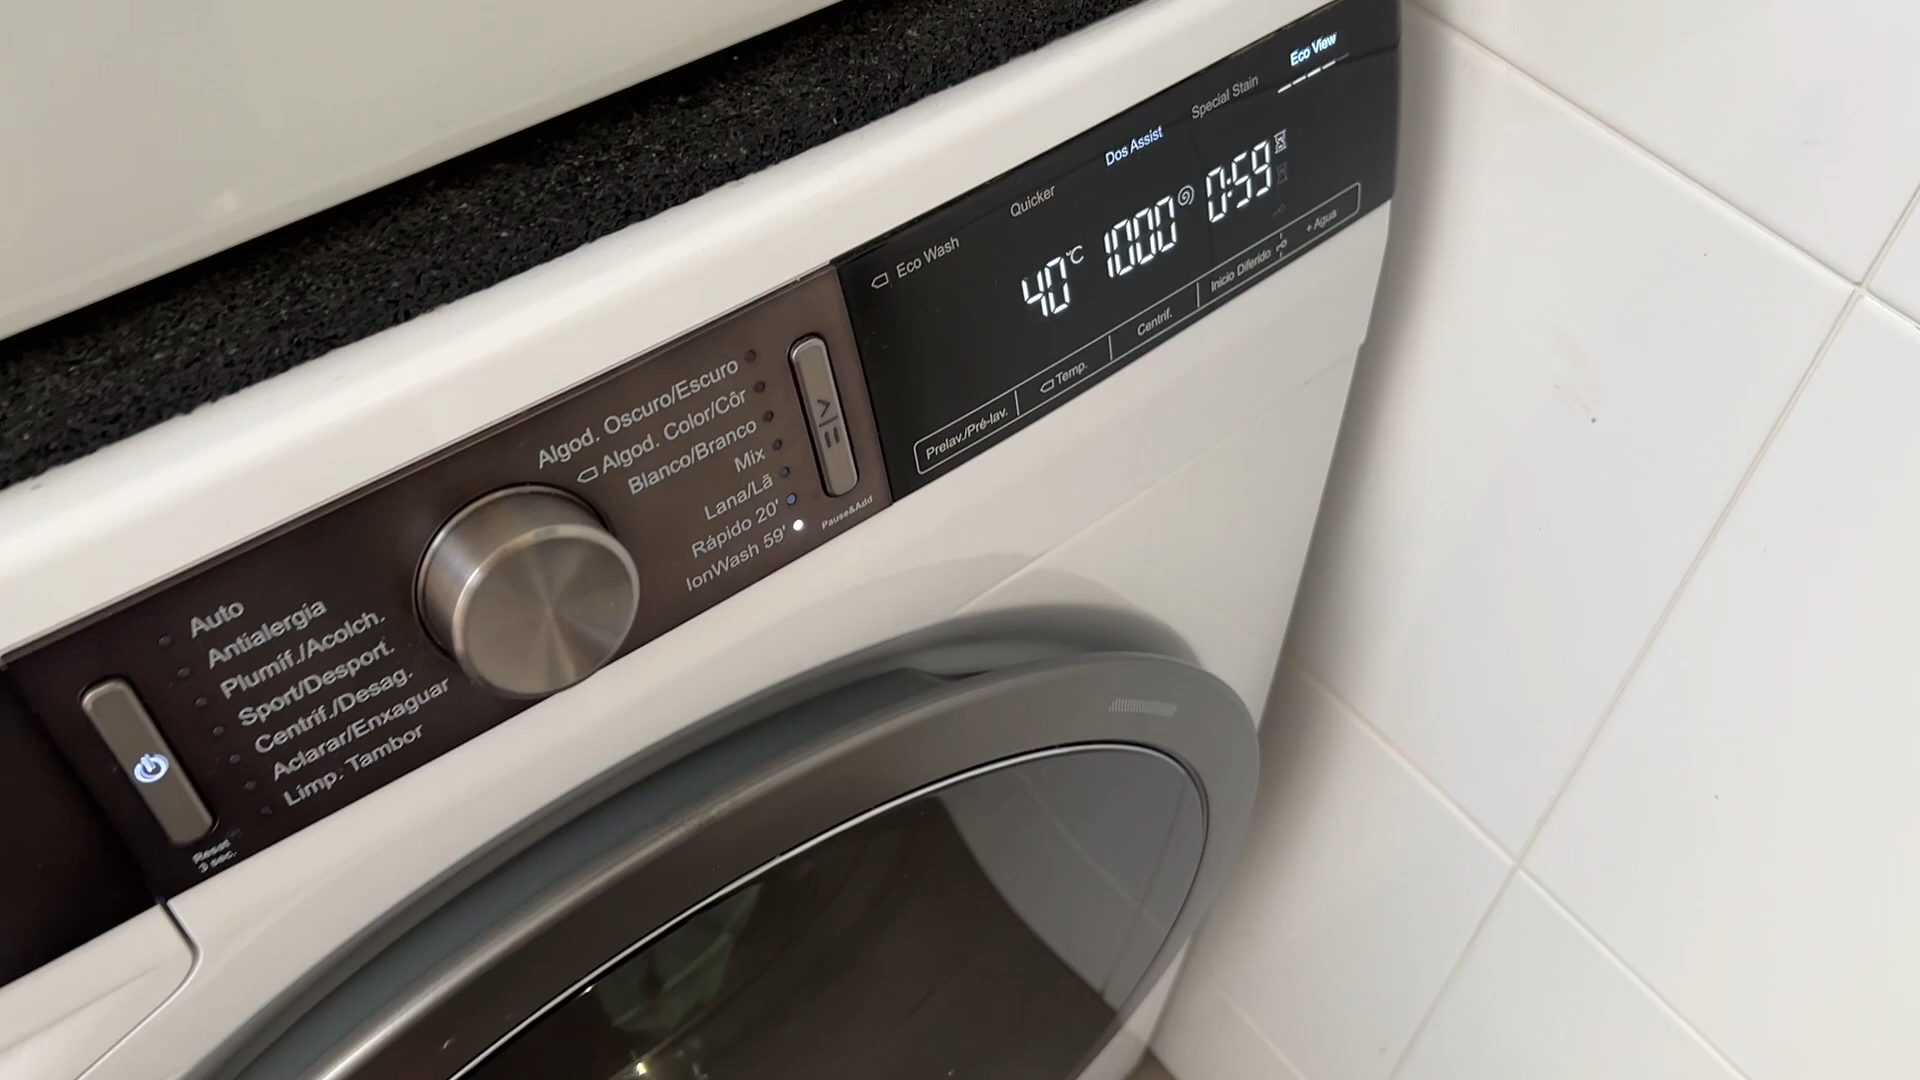 Eco View
Special Stain
Dos Assist
Quicker
Eco Wash
40°C 1000 0:59
Prelav./Pré-lav. Temp. Centrif. Inicio Diferido + Agua
Algod. Oscuro/Escuro
Algod. Color/Côr
Blanco/Branco
Mix
Lana/Lã
Rápido 20'
IonWash 59'
Pause&Add
Auto
Antialergia
Plumíf./Acolch.
Sport/Desport.
Centrif./Desag.
Aclarar/Enxaguar
Limp. Tambor
Reset
3 sec.